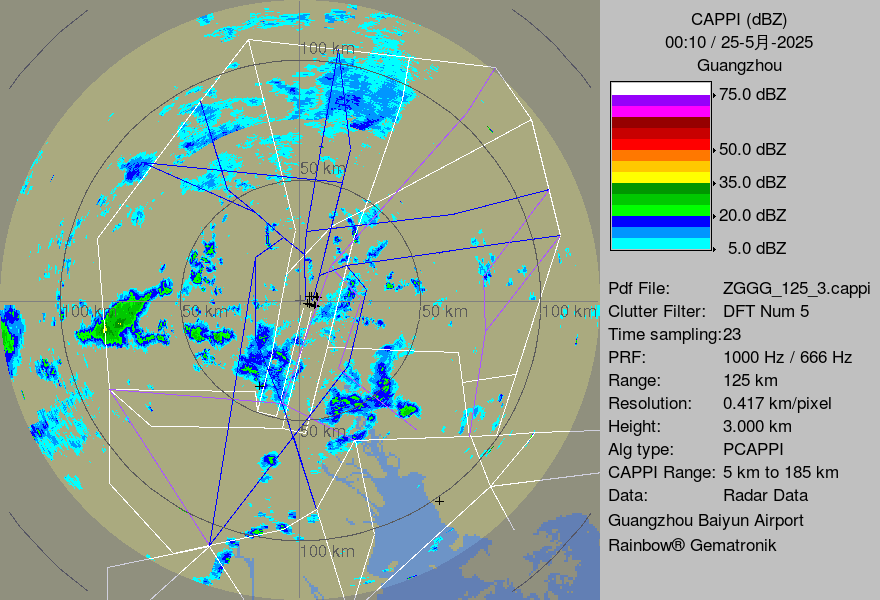 CAPPI (dBZ)
00:10 / 25-5月-2025
Guangzhou
75.0 dBZ
50.0 dBZ
35.0 dBZ
20.0 dBZ
5.0 dBZ
Pdf File: ZGGG_125_3.cappi
Clutter Filter: DFT Num 5
Time sampling:23
PRF: 1000 Hz / 666 Hz
Range: 125 km
Resolution: 0.417 km/pixel
Height: 3.000 km
Alg type: PCAPPI
CAPPI Range: 5 km to 185 km
Data: Radar Data
Guangzhou Baiyun Airport
Rainbow® Gematronik
100 km
50 km
100 km
50 km
50 km
100 km
50 km
100 km